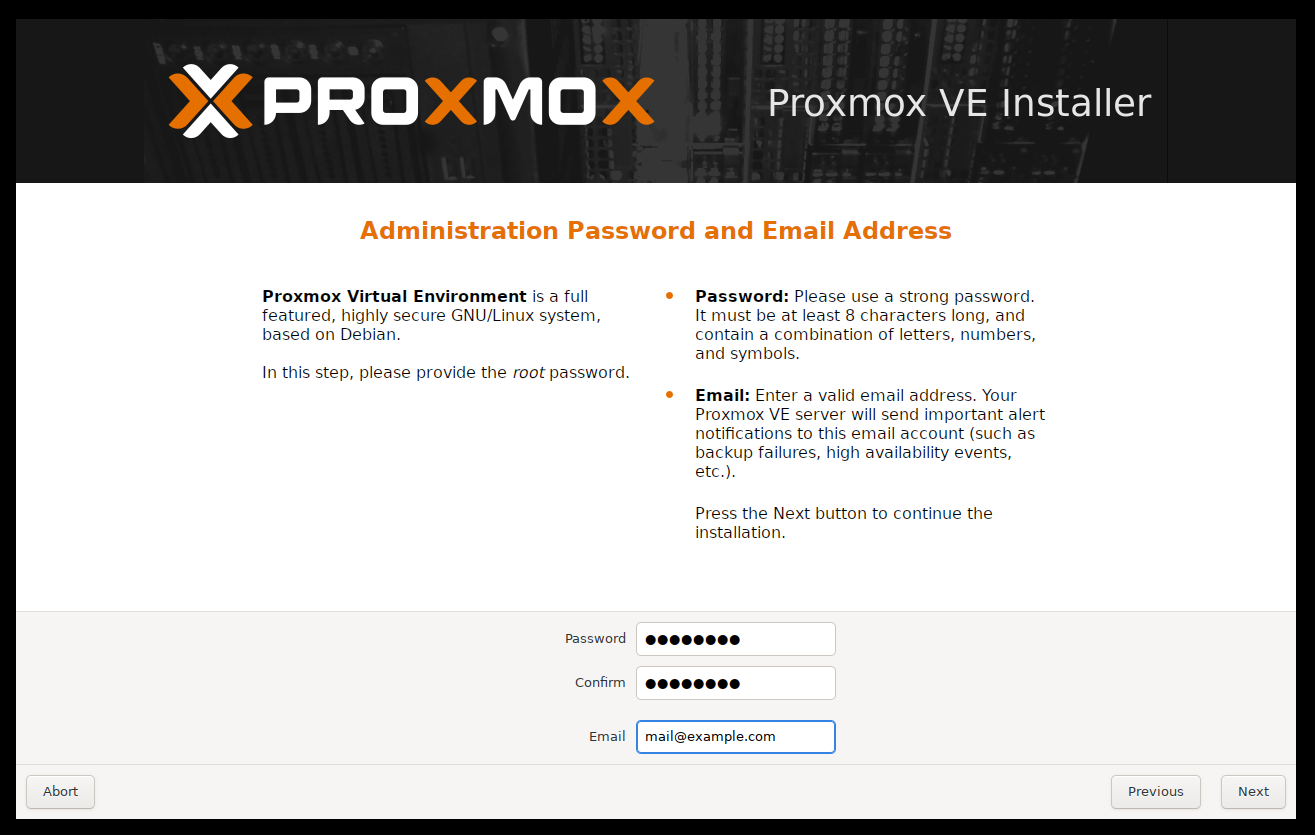 PROXMOX
Proxmox VE Installer
Administration Password and Email Address
Proxmox Virtual Environment is a full
featured, highly secure GNU/Linux system,
based on Debian.
In this step, please provide the root password.
Password: Please use a strong password.
It must be at least 8 characters long, and
contain a combination of letters, numbers,
and symbols.
Email: Enter a valid email address. Your
Proxmox VE server will send important alert
notifications to this email account (such as
backup failures, high availability events,
etc.).
Press the Next button to continue the
installation.
Password ●●●●●●●●
Confirm ●●●●●●●●
Email mail@example.com
Abort Previous Next